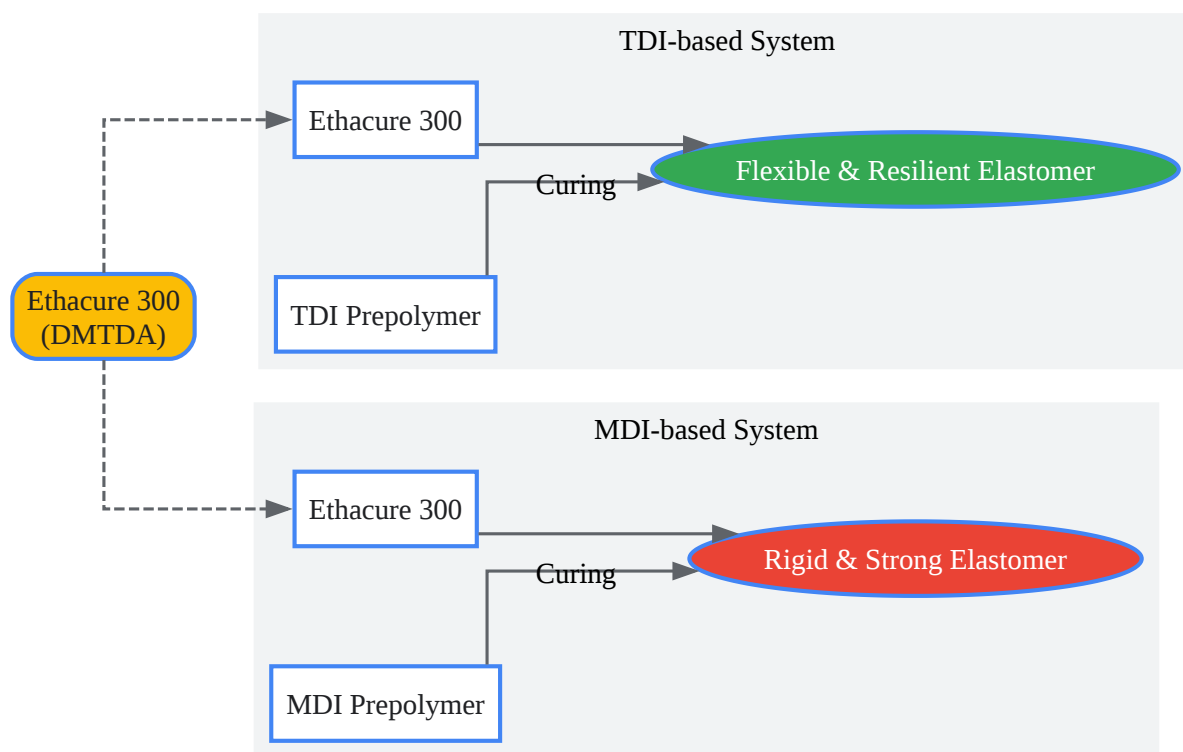 TDI-based System
Ethacure 300
Flexible & Resilient Elastomer
Curing
TDI Prepolymer
Ethacure 300
(DMTDA)
MDI-based System
Ethacure 300
Rigid & Strong Elastomer
Curing
MDI Prepolymer